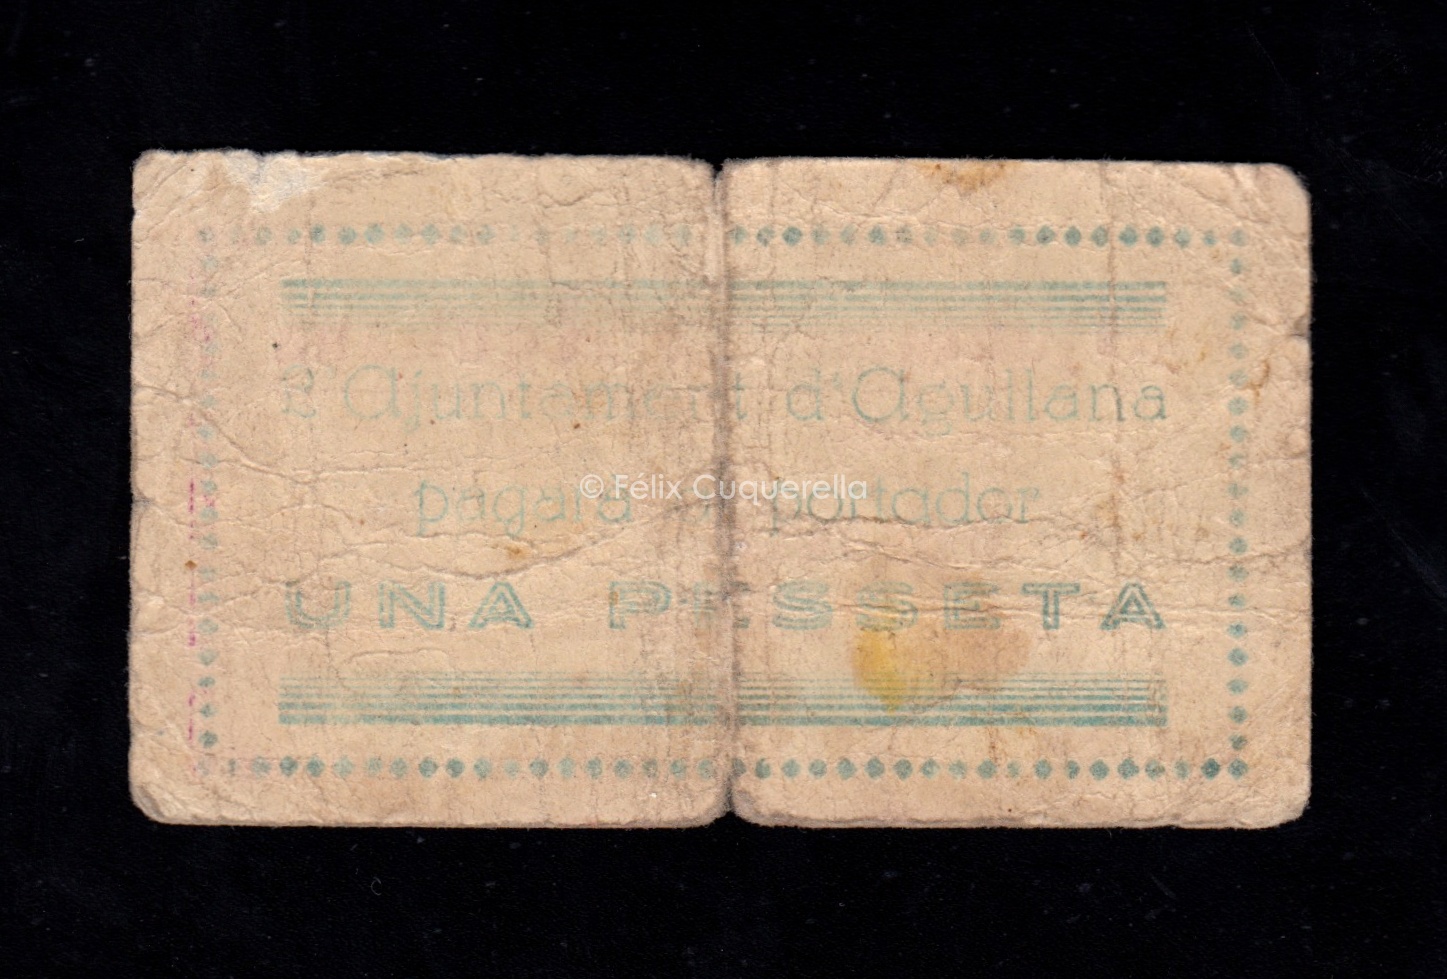 L'Ajuntament d'Agullana
pagarà al portador
© Fèlix Cuquerella
UNA PESSETA